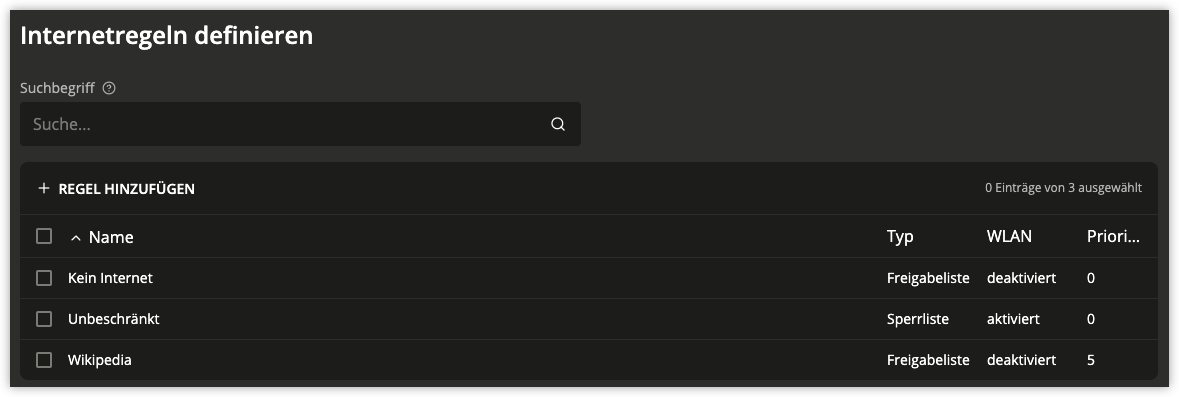 Internetregeln definieren
Suchbegriff
Suche...
REGEL HINZUFÜGEN 0 Einträge von 3 ausgewählt
Name Typ WLAN Priori...
Kein Internet Freigabeliste deaktiviert 0
Unbeschränkt Sperrliste aktiviert 0
Wikipedia Freigabeliste deaktiviert 5